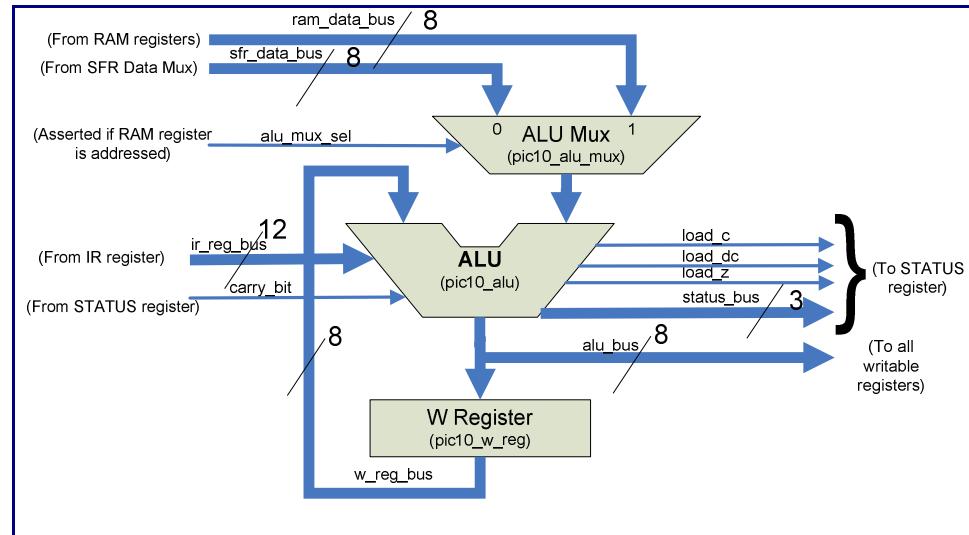 ram_data_bus
8
(From RAM registers)
sfr_data_bus
8
(From SFR Data Mux)
0
1
ALU Mux
(pic10_alu_mux)
(Asserted if RAM register
is addressed)
alu_mux_sel
12
ir_reg_bus
(From IR register)
carry_bit
(From STATUS register)
ALU
(pic10_alu)
load_c
load_dc
load_z
status_bus
3
(To STATUS
register)
8
alu_bus
8
(To all
writable
registers)
W Register
(pic10_w_reg)
w_reg_bus